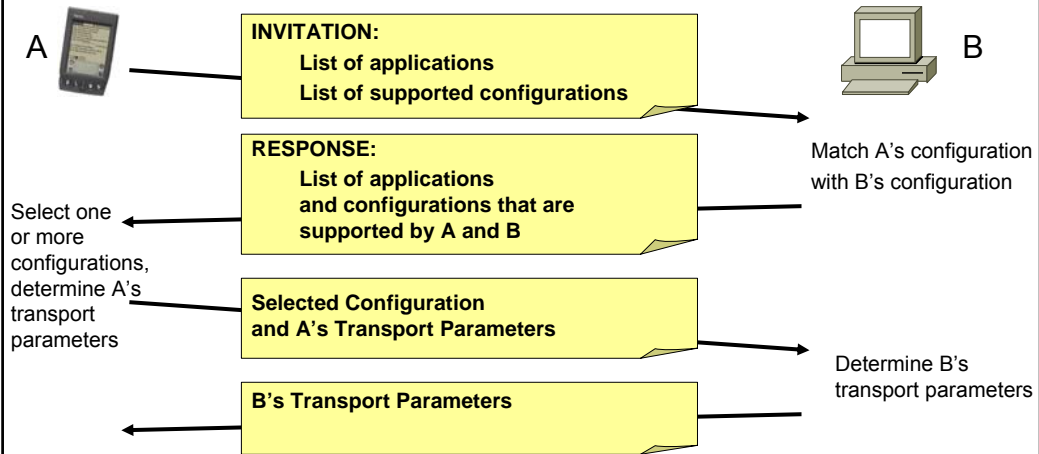 A
INVITATION:
List of applications
List of supported configurations
B
Match A's configuration
with B's configuration
RESPONSE:
List of applications
and configurations that are
supported by A and B
Select one
or more
configurations,
determine A's
transport
parameters
Selected Configuration
and A's Transport Parameters
Determine B's
transport parameters
B's Transport Parameters